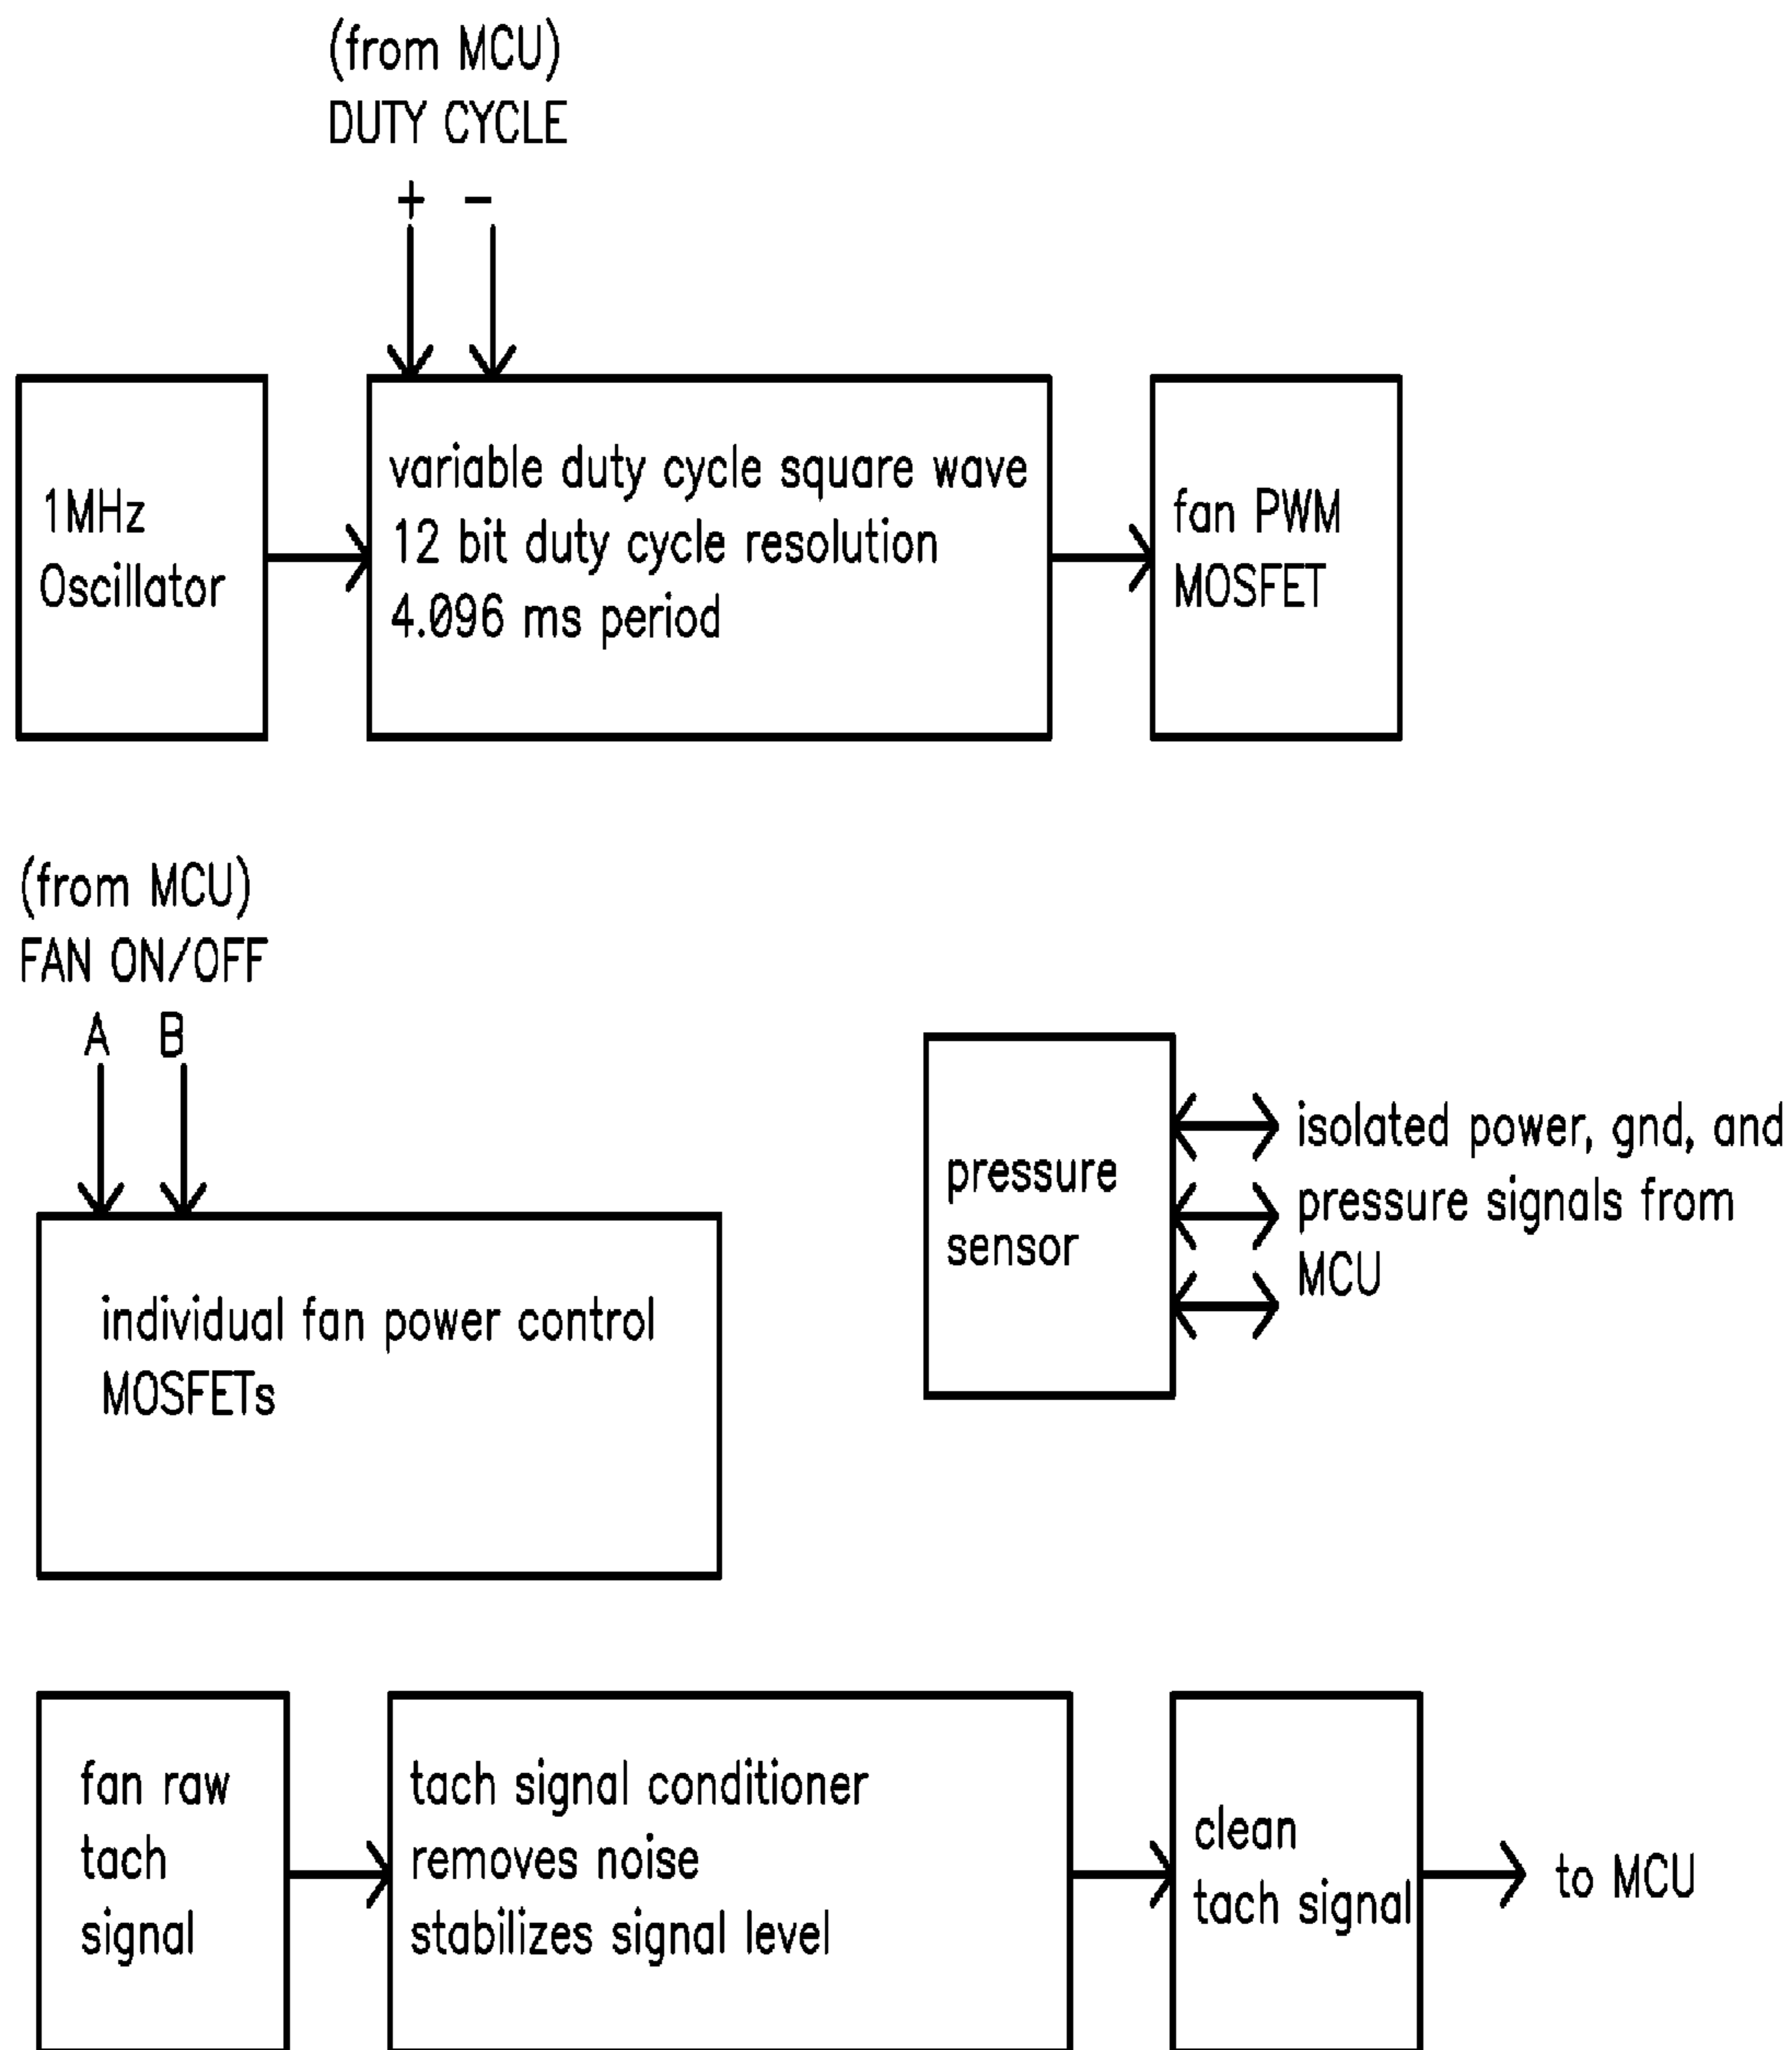 (from MCU)
DUTY CYCLE
+ -
1MHz
Oscillator
variable duty cycle square wave
12 bit duty cycle resolution
4.096 ms period
fan PWM
MOSFET
(from MCU)
FAN ON/OFF
A B
individual fan power control
MOSFETs
pressure
sensor
isolated power, gnd, and
pressure signals from
MCU
fan raw
tach
signal
tach signal conditioner
removes noise
stabilizes signal level
clean
tach signal
to MCU